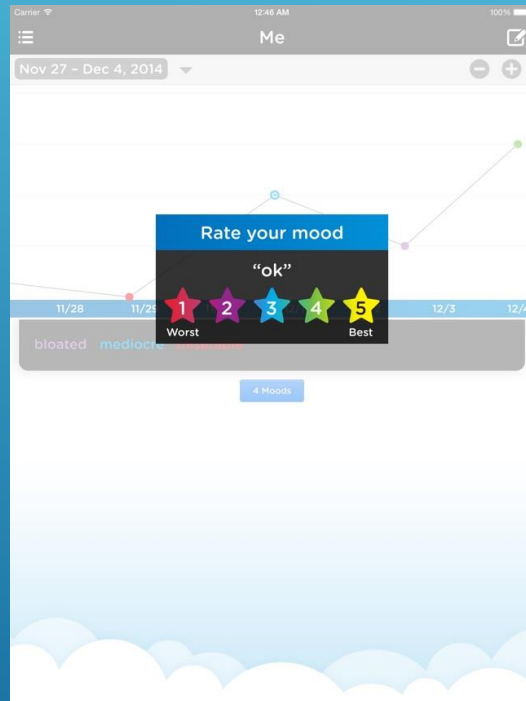 Carrier 12:46 AM 100%
Me
Nov 27 – Dec 4, 2014
Rate your mood
“ok”
1 2 3 4 5
Worst Best
11/28 11/29 12/3 12/4
bloated mediocre miserable
4 Moods